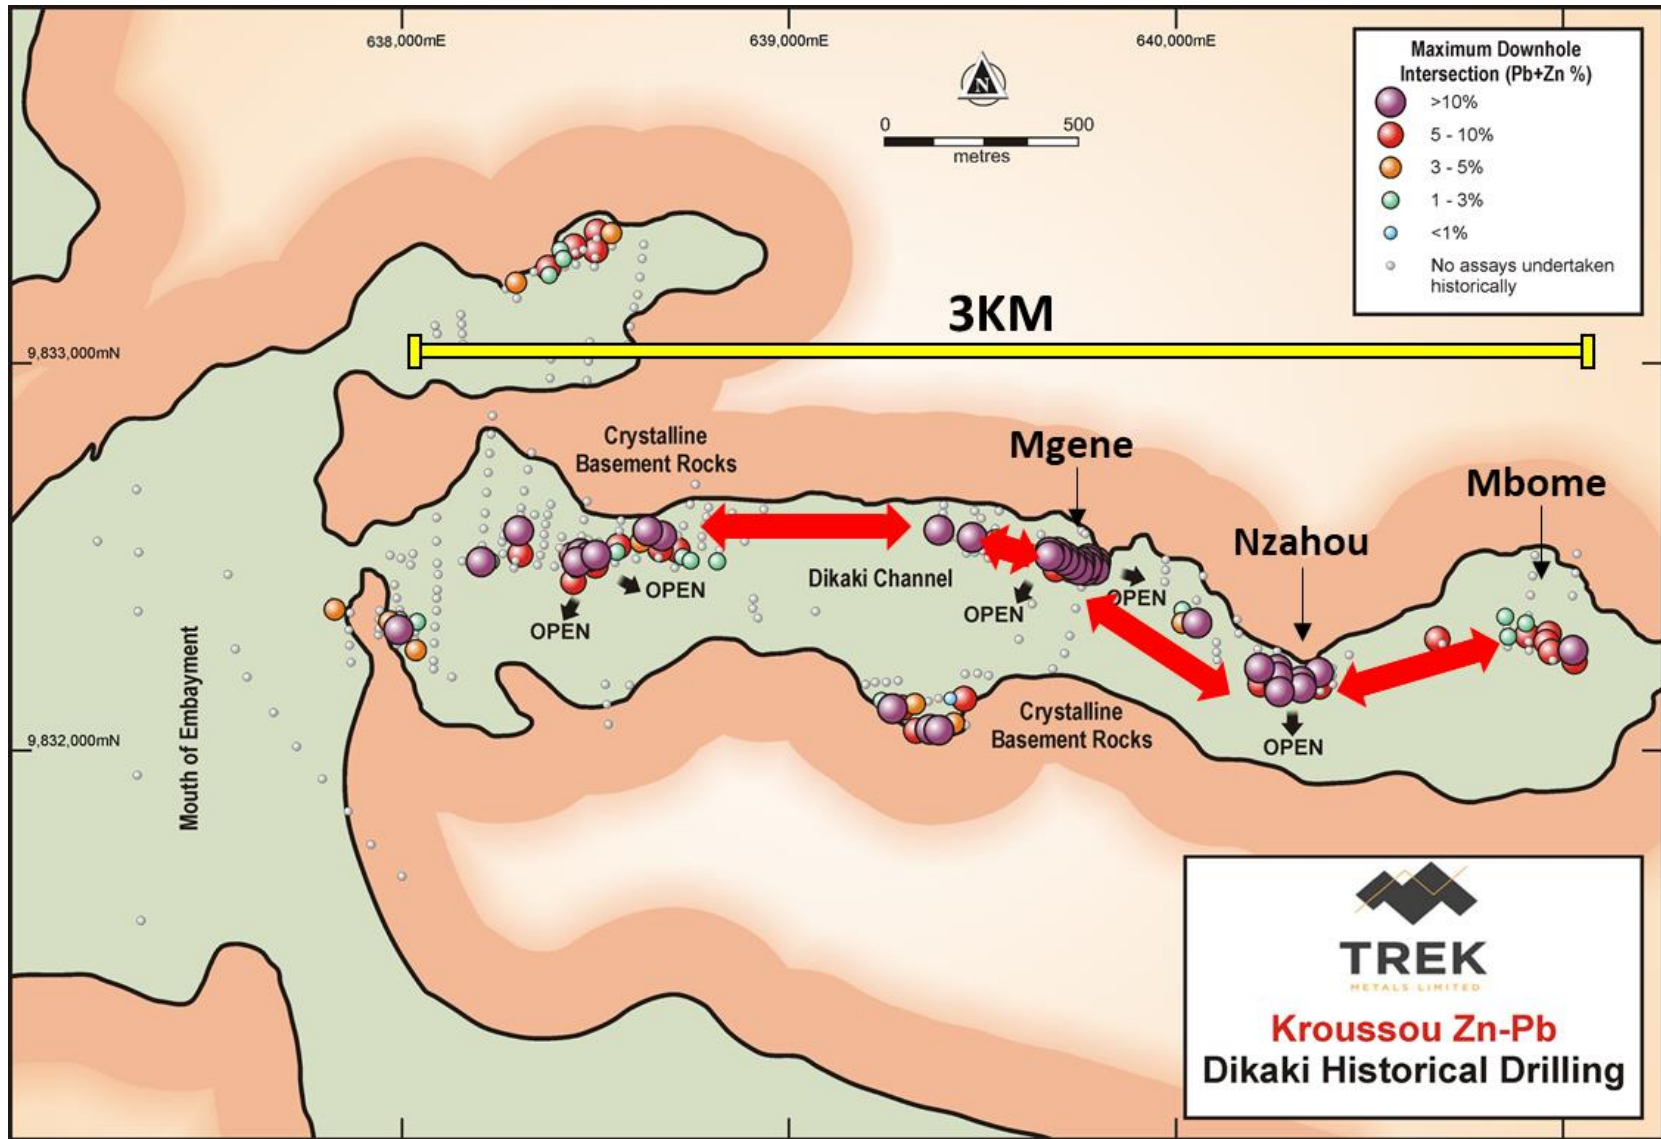 638,000mE
639,000mE
640,000mE
Maximum Downhole
Intersection (Pb+Zn %)
>10%
5 - 10%
3 - 5%
1 - 3%
<1%
No assays undertaken
historically
N
0
500
metres
3KM
9,833,000mN
Crystalline
Basement Rocks
Mgene
Mbome
Nzahou
Dikaki Channel
OPEN
OPEN
OPEN
OPEN
Mouth of Embayment
Crystalline
Basement Rocks
9,832,000mN
OPEN
TREK
METALS LIMITED
Kroussou Zn-Pb
Dikaki Historical Drilling